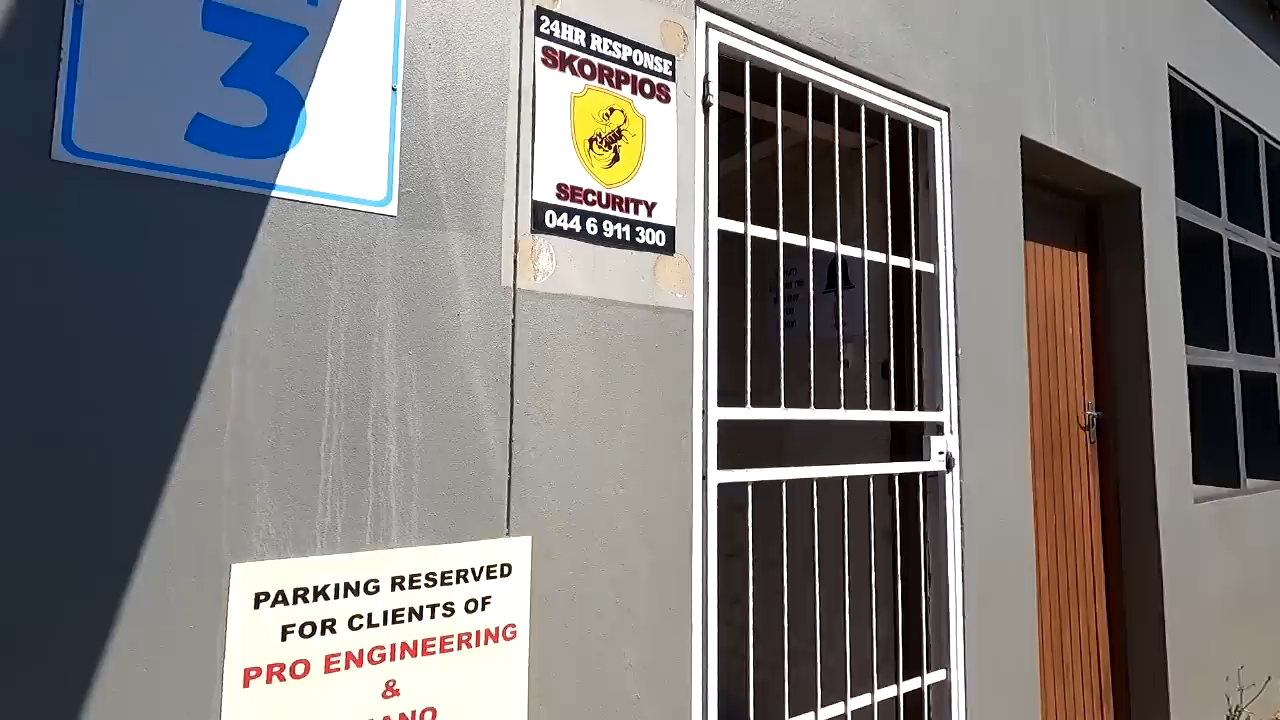 3
24HR RESPONSE
SKORPIOS
SECURITY
044 6 911 300
PARKING RESERVED
FOR CLIENTS OF
PRO ENGINEERING
&